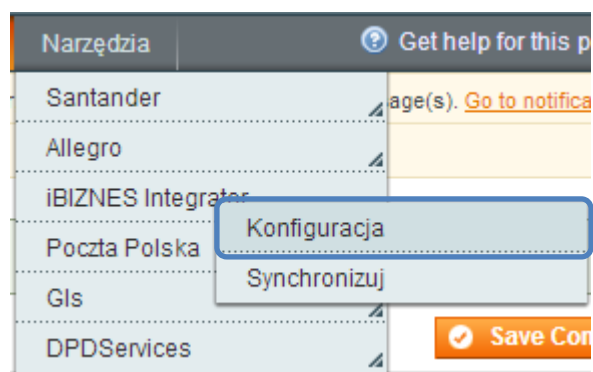 Narzędzia
Get help for this p
Santander
age(s). Go to notifica
Allegro
iBIZNES Integrator
Konfiguracja
Poczta Polska
Synchronizuj
Gls
Save Con
DPDServices